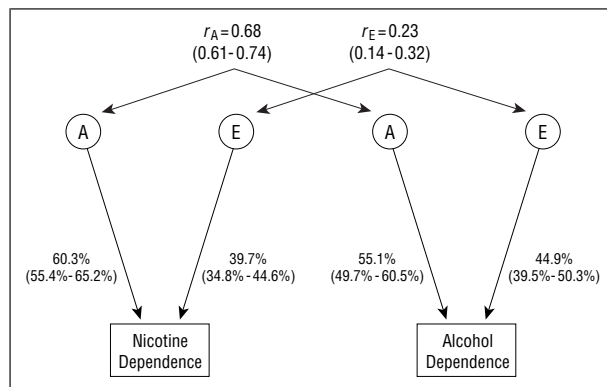 rA=0.68
(0.61-0.74)
rE=0.23
(0.14-0.32)
A
E
A
E
60.3%
(55.4%-65.2%)
39.7%
(34.8%-44.6%)
55.1%
(49.7%-60.5%)
44.9%
(39.5%-50.3%)
Nicotine
Dependence
Alcohol
Dependence